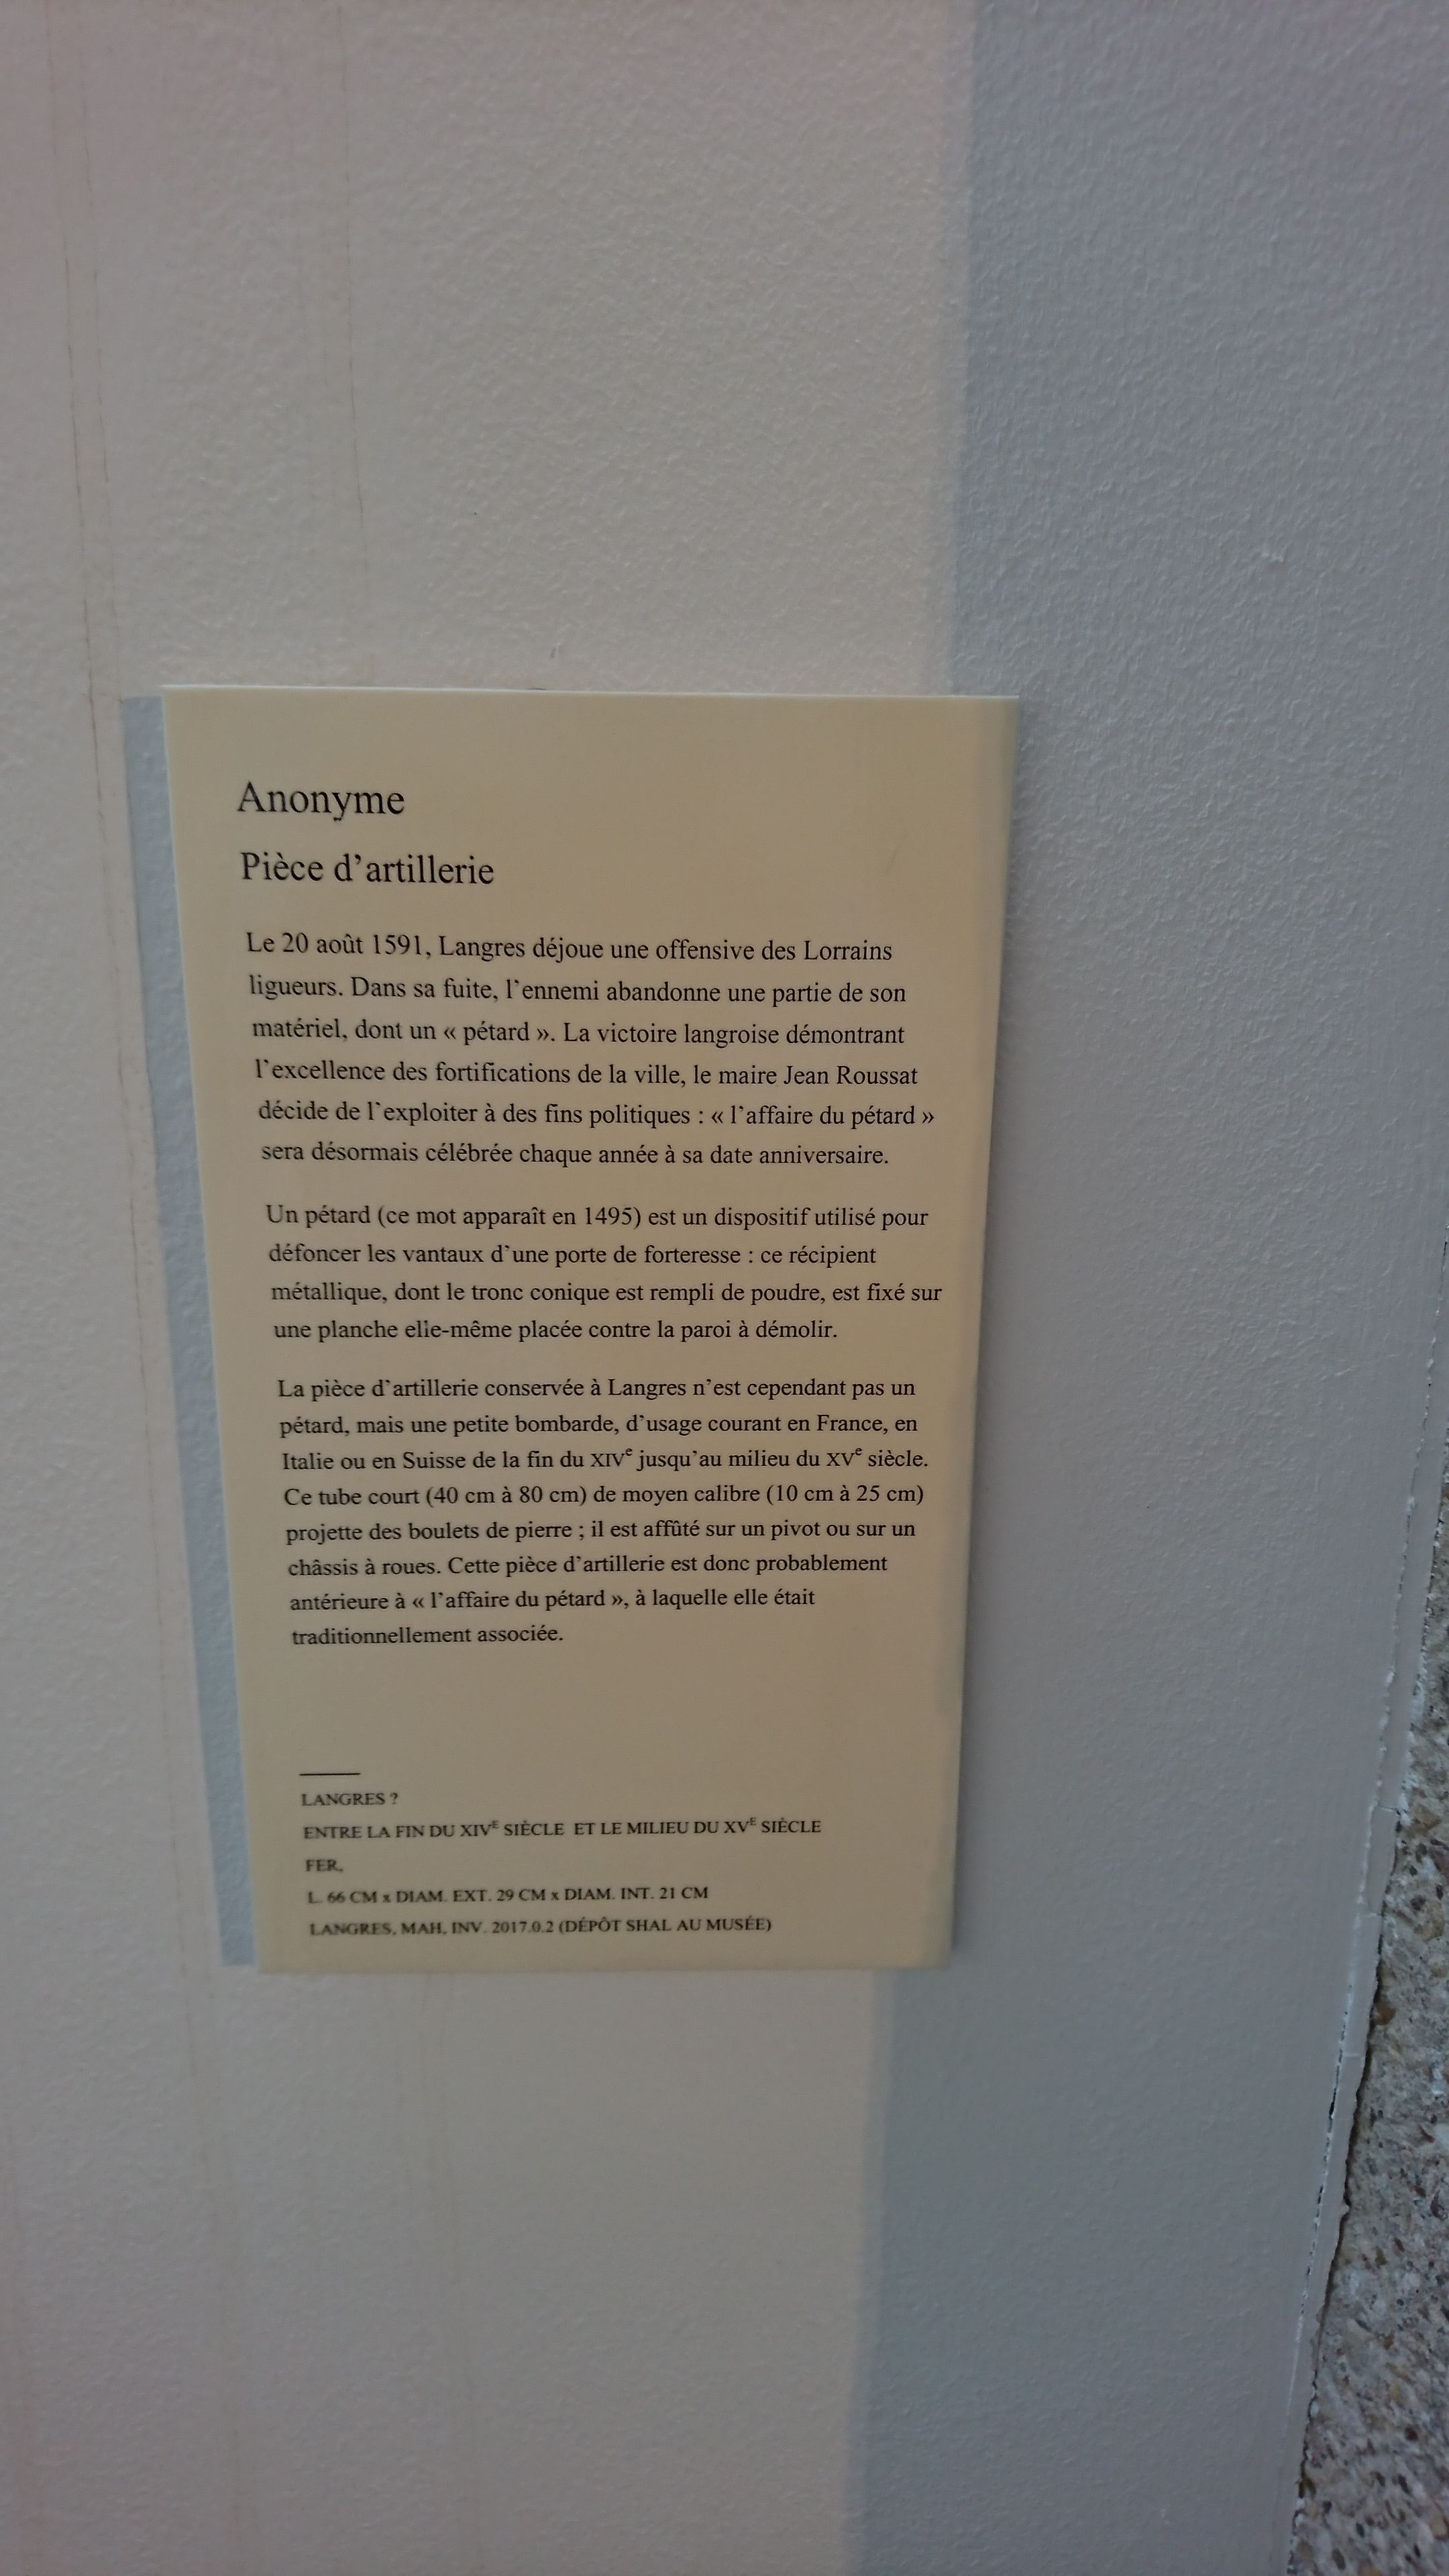 Anonyme
Pièce d’artillerie
Le 20 août 1591, Langres déjoue une offensive des Lorrains
ligueurs. Dans sa fuite, l’ennemi abandonne une partie de son
matériel, dont un « pétard ». La victoire langroise démontrant
l’excellence des fortifications de la ville, le maire Jean Roussat
décide de l’exploiter à des fins politiques : « l’affaire du pétard »
sera désormais célébrée chaque année à sa date anniversaire.
Un pétard (ce mot apparaît en 1495) est un dispositif utilisé pour
défoncer les vantaux d’une porte de forteresse : ce récipient
métallique, dont le tronc conique est rempli de poudre, est fixé sur
une planche elle-même placée contre la paroi à démolir.
La pièce d’artillerie conservée à Langres n’est cependant pas un
pétard, mais une petite bombarde, d’usage courant en France, en
Italie ou en Suisse de la fin du XIVe jusqu’au milieu du XVe siècle.
Ce tube court (40 cm à 80 cm) de moyen calibre (10 cm à 25 cm)
projette des boulets de pierre ; il est affûté sur un pivot ou sur un
châssis à roues. Cette pièce d’artillerie est donc probablement
antérieure à « l’affaire du pétard », à laquelle elle était
traditionnellement associée.
LANGRES ?
ENTRE LA FIN DU XIVE SIÈCLE ET LE MILIEU DU XVE SIÈCLE
FER.
L. 66 CM x DIAM. EXT. 29 CM x DIAM. INT. 21 CM
LANGRES, MAH, INV. 2017.0.2 (DÉPÔT SHAL AU MUSÉE)